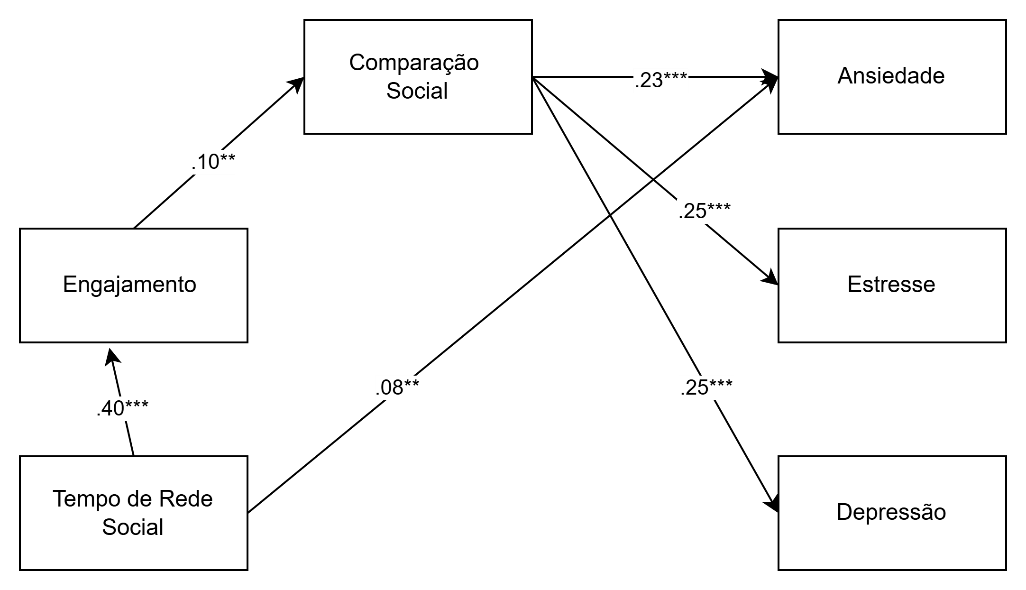 Comparação
Social
Ansiedade
.23***
.10**
.25***
Engajamento
Estresse
.08**
.25***
.40***
Tempo de Rede
Social
Depressão